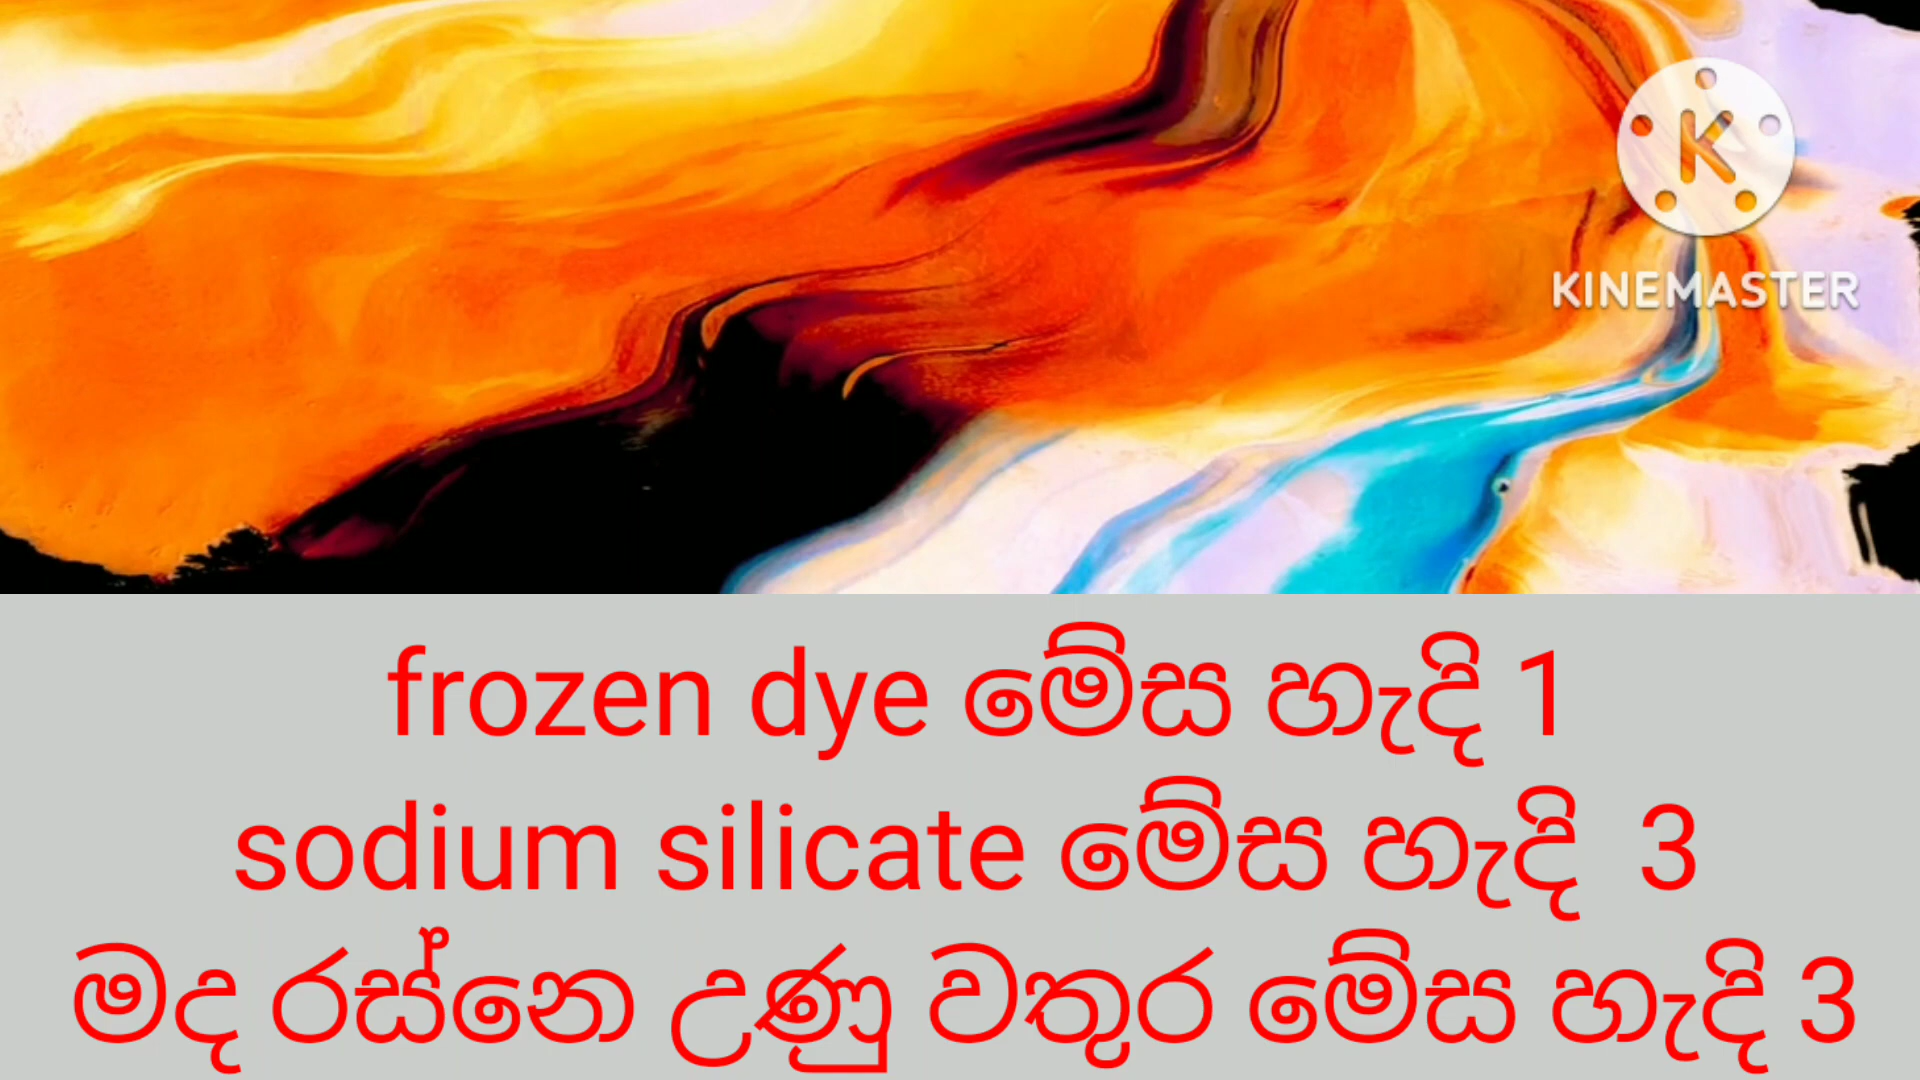 K
KINEMASTER
frozen dye මේස හැදි 1
sodium silicate මේස හැදි 3
මද රස්නෙ උණු වතුර මේස හැදි 3